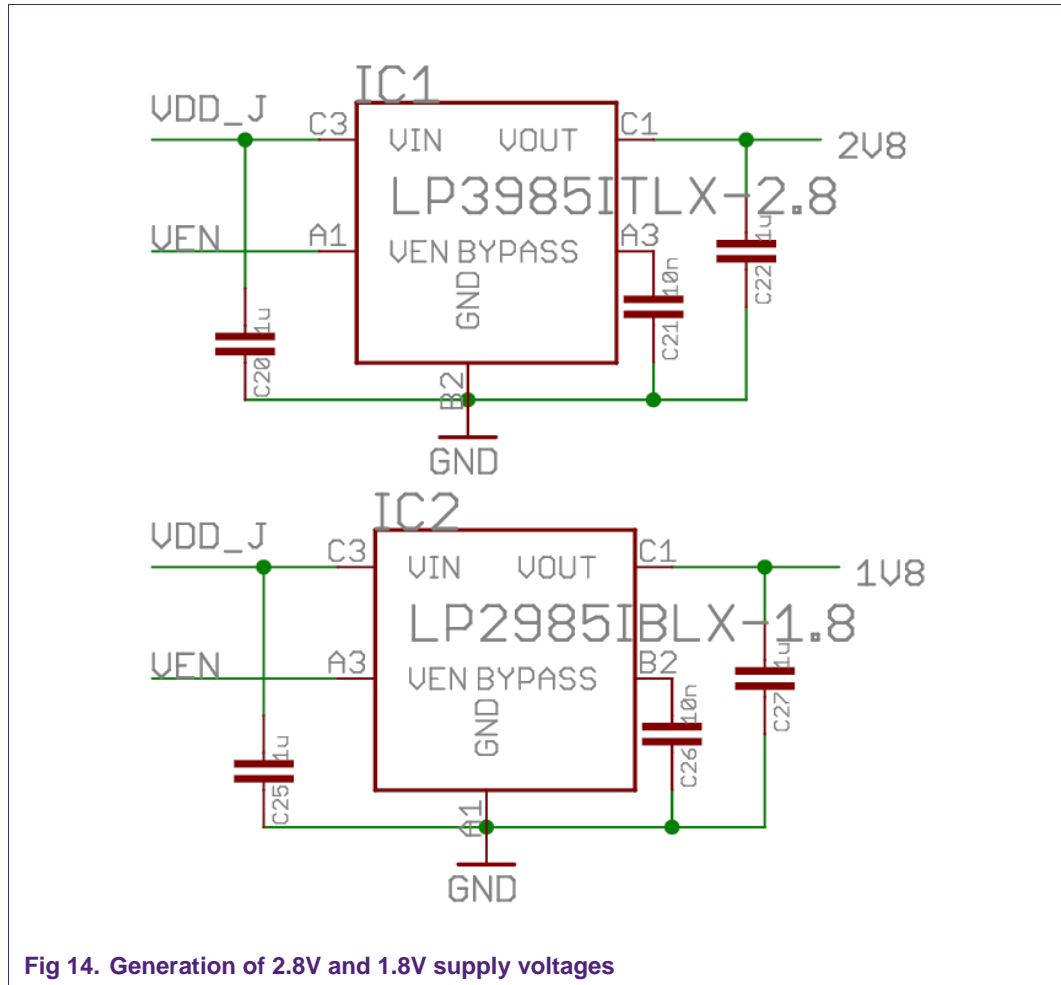 IC1
VDD_J
C3
VIN
VOUT
C1
2V8
LP3985ITLX-2.8
VEN
A1
VEN
BYPASS
A3
GND
1u
C20
10n
C21
1u
C22
B2
GND
IC2
VDD_J
C3
VIN
VOUT
C1
1V8
LP2985IBLX-1.8
VEN
A3
VEN
BYPASS
B2
GND
1u
C25
10n
C26
1u
C27
A1
GND
Fig 14. Generation of 2.8V and 1.8V supply voltages